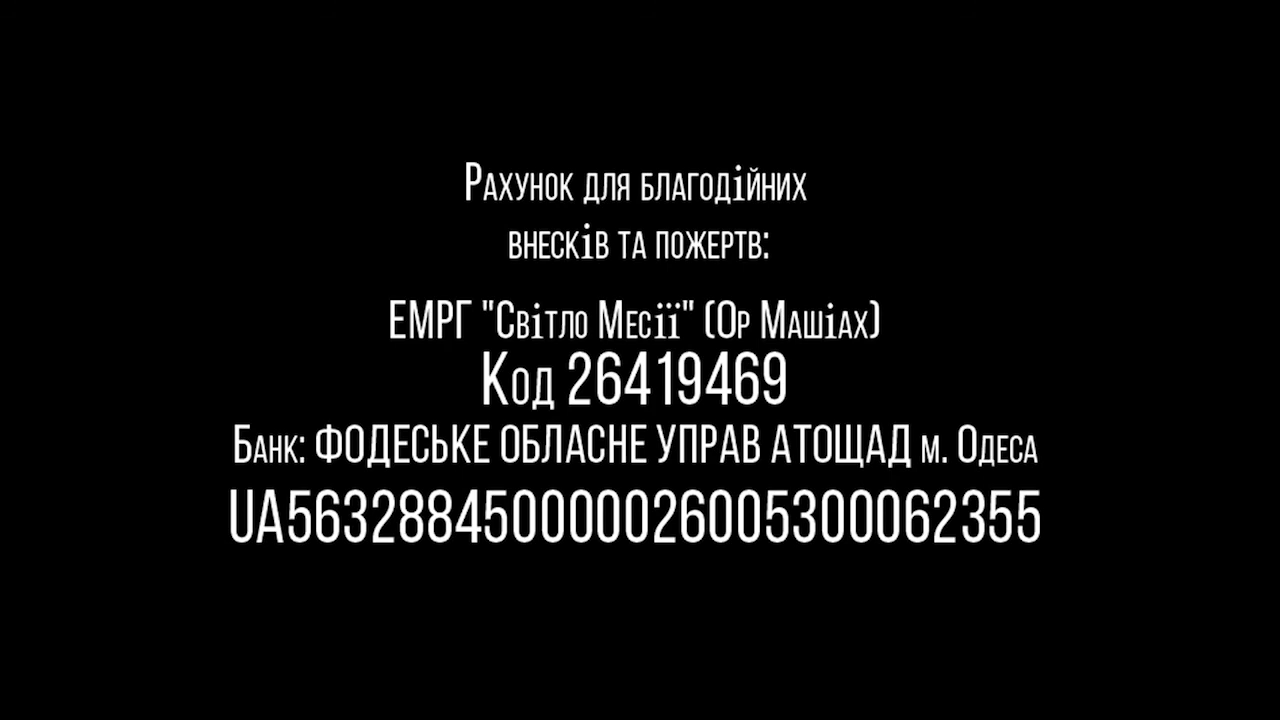 Рахунок для благодійних
внесків та пожертв:
ЕМРГ "Світло Месії" (Ор Машіах)
Код 26419469
Банк: ФОДЕСЬКЕ ОБЛАСНЕ УПРАВ АТОЩАД м. Одеса
UA563288450000026005300062355